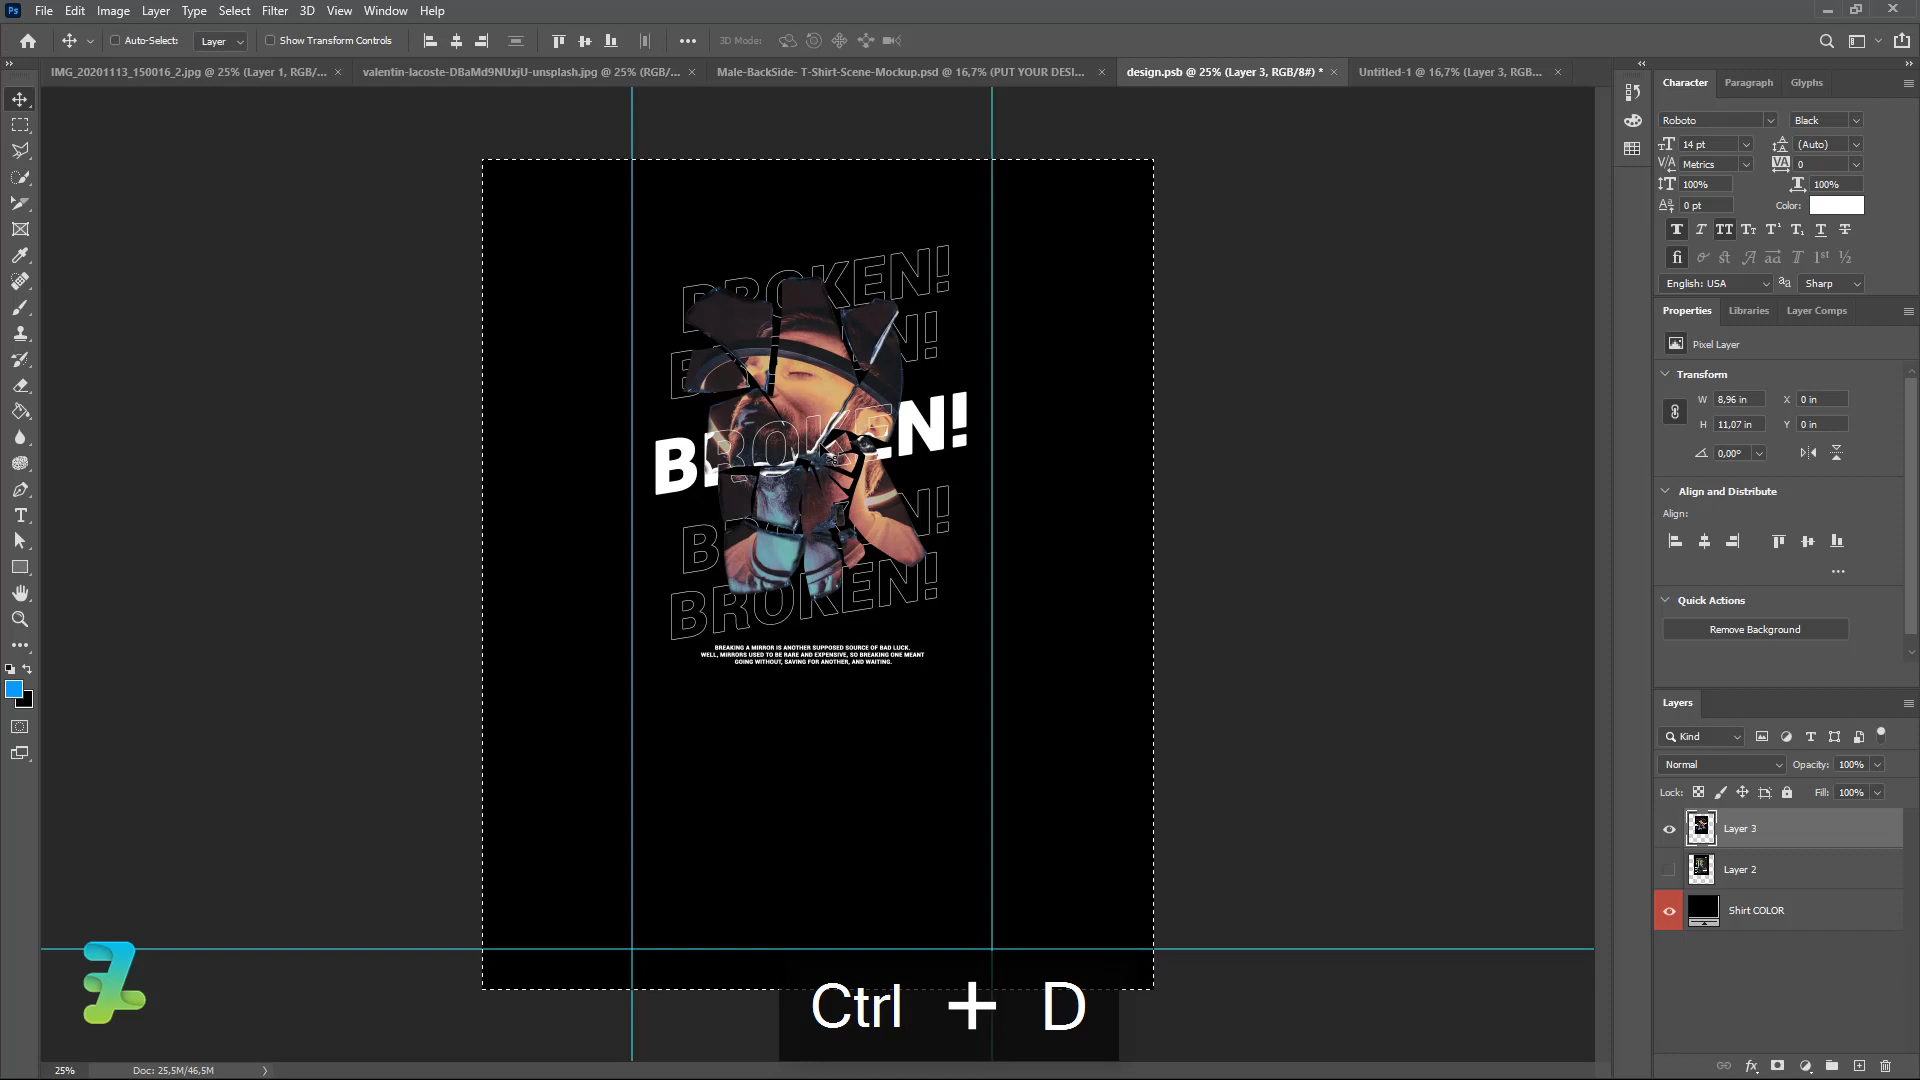 Ps File Edit Image Layer Type Select Filter 3D View Window Help
Auto-Select: Layer Show Transform Controls 3D Mode:
IMG_20201113_150016_2.jpg @ 25% (Layer 1, RGB/... valentin-lacoste-DBaMd9NUxjU-unsplash.jpg @ 25% (RGB/... Male-BackSide- T-Shirt-Scene-Mockup.psd @ 16,7% (PUT YOUR DESI... design.psb @ 25% (Layer 3, RGB/8#) * Untitled-1 @ 16,7% (Layer 3, RGB...
Character Paragraph Glyphs
Roboto Black
14 pt (Auto)
Metrics 0
100% 100%
0 pt Color:
English: USA Sharp
Properties Libraries Layer Comps
Pixel Layer
Transform
W 8,96 in X 0 in
H 11,07 in Y 0 in
0,00°
Align and Distribute
Align:
Quick Actions
Remove Background
Layers
Kind
Normal Opacity: 100%
Lock: Fill: 100%
Layer 3
Layer 2
Shirt COLOR
BROKEN!
BROKEN!
BROKEN!
BROKEN!
BREAKING A MIRROR IS ANOTHER SUPPOSED SOURCE OF BAD LUCK.
WELL, MIRRORS USED TO BE RARE AND EXPENSIVE, SO BREAKING ONE MEANT
GOING WITHOUT, SAVING FOR ANOTHER, AND WAITING.
Ctrl + D
25% Doc: 25,5M/46,5M